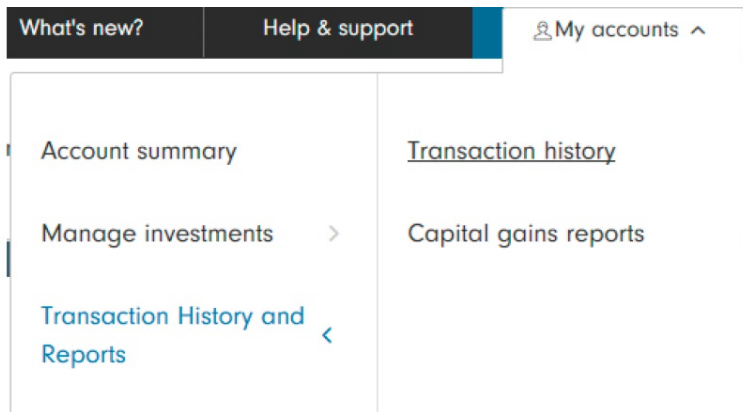 What's new?
Help & support
My accounts
Account summary
Manage investments
Transaction History and
Reports
Transaction history
Capital gains reports